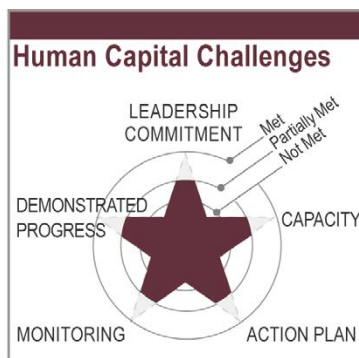 Human Capital Challenges
LEADERSHIP
COMMITMENT
Met
Partially Met
Not Met
DEMONSTRATED
PROGRESS
CAPACITY
MONITORING
ACTION PLAN